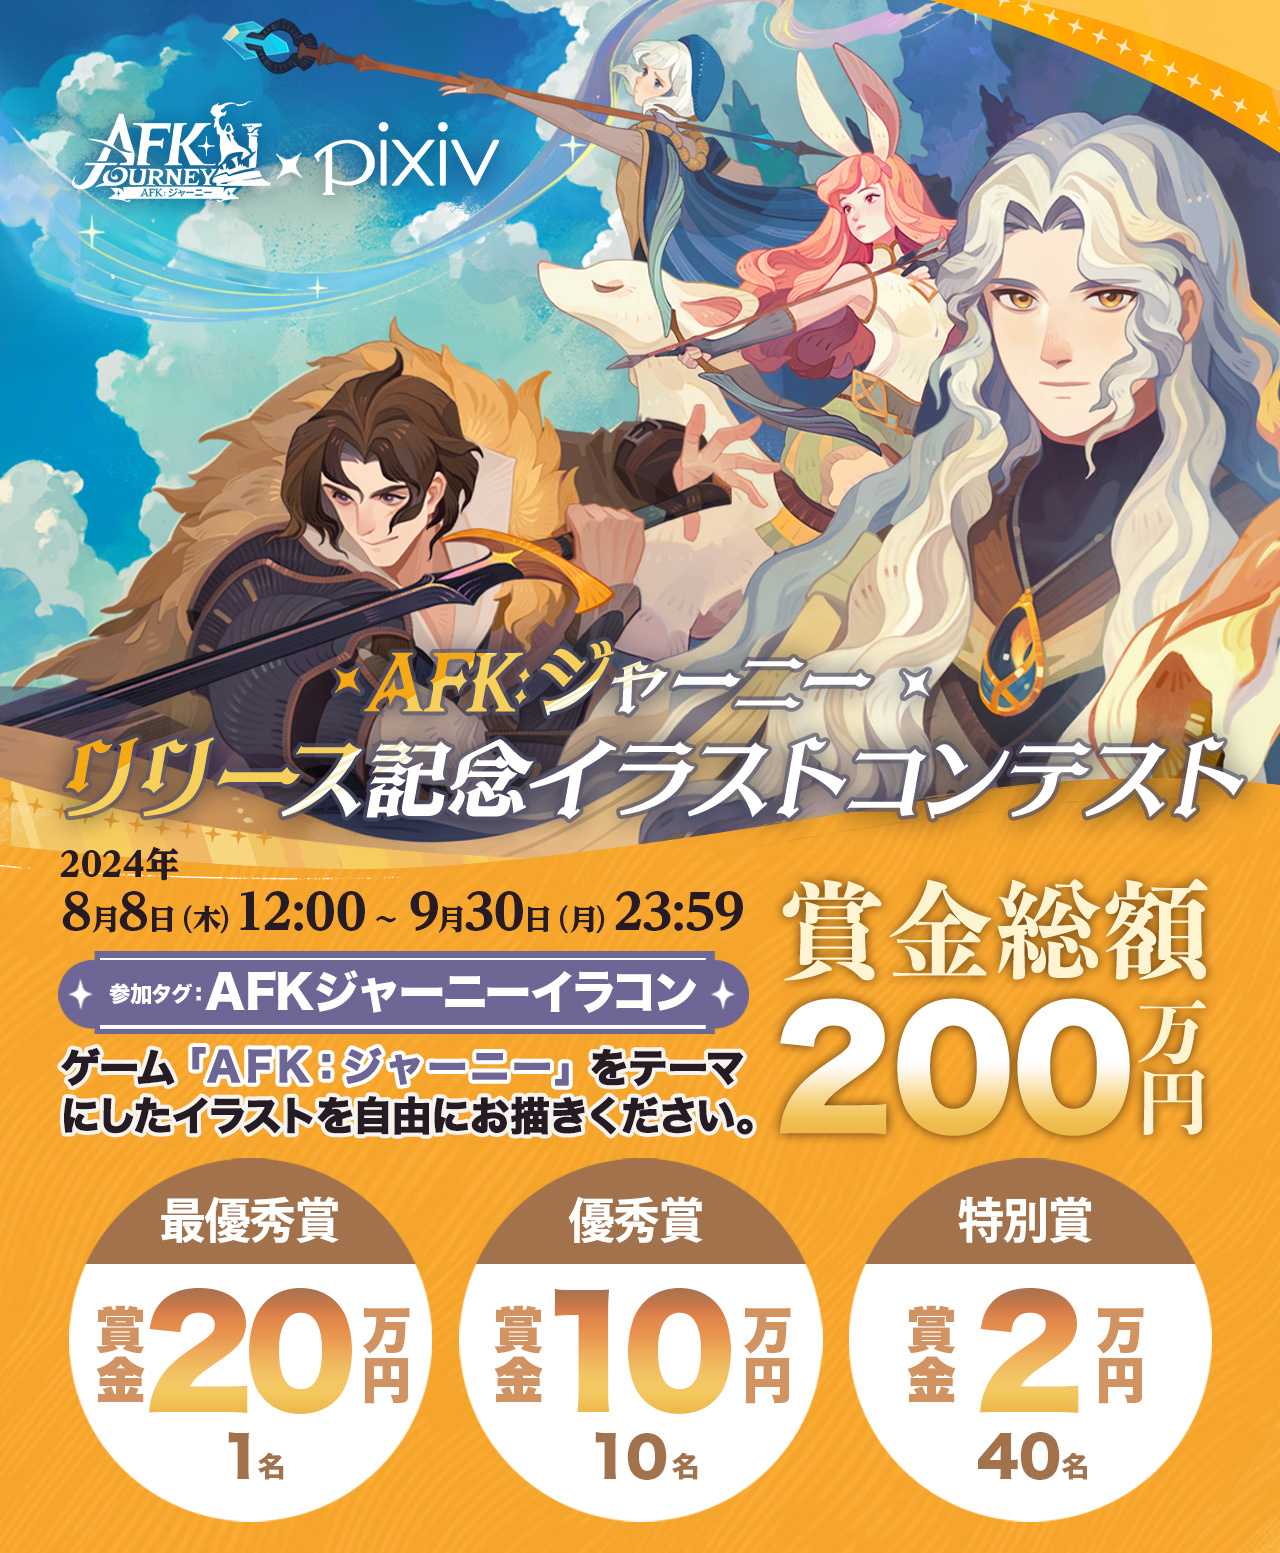 AFK JOURNEY
AFK:ジャーニー
pixiv
AFK:ジャーニー
リリース記念イラストコンテスト
2024年
8月8日(木)12:00 ~ 9月30日(月)23:59
参加タグ:AFKジャーニーイラコン
ゲーム「AFK:ジャーニー」をテーマ
にしたイラストを自由にお描きください。
賞金総額
200万円
最優秀賞
賞金20万円
1名
優秀賞
賞金10万円
10名
特別賞
賞金2万円
40名